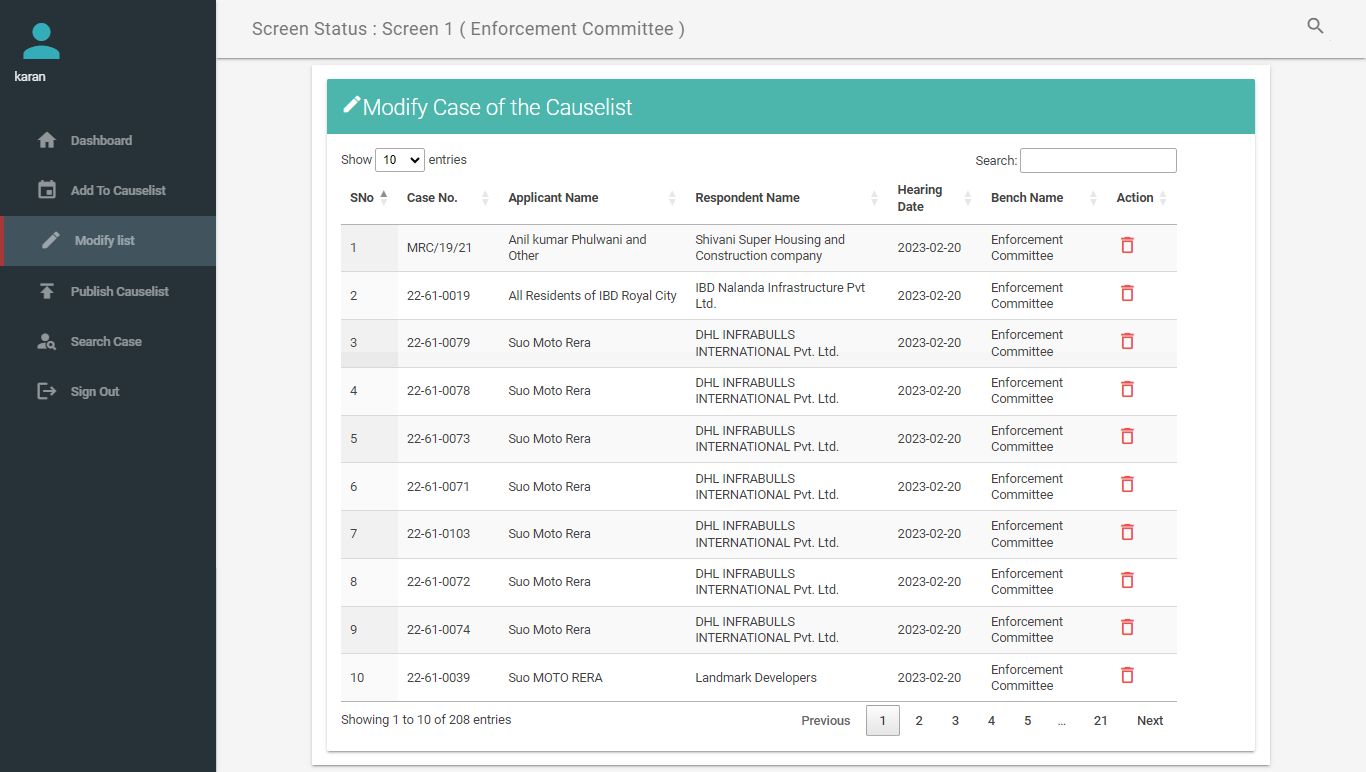 Screen Status : Screen 1 ( Enforcement Committee )
karan
Dashboard
Add To Causelist
Modify list
Publish Causelist
Search Case
Sign Out
Modify Case of the Causelist
Show 10 entries
Search:
SNo Case No. Applicant Name Respondent Name Hearing Date Bench Name Action
1 MRC/19/21 Anil kumar Phulwani and Other Shivani Super Housing and Construction company 2023-02-20 Enforcement Committee
2 22-61-0019 All Residents of IBD Royal City IBD Nalanda Infrastructure Pvt Ltd. 2023-02-20 Enforcement Committee
3 22-61-0079 Suo Moto Rera DHL INFRABULLS INTERNATIONAL Pvt. Ltd. 2023-02-20 Enforcement Committee
4 22-61-0078 Suo Moto Rera DHL INFRABULLS INTERNATIONAL Pvt. Ltd. 2023-02-20 Enforcement Committee
5 22-61-0073 Suo Moto Rera DHL INFRABULLS INTERNATIONAL Pvt. Ltd. 2023-02-20 Enforcement Committee
6 22-61-0071 Suo Moto Rera DHL INFRABULLS INTERNATIONAL Pvt. Ltd. 2023-02-20 Enforcement Committee
7 22-61-0103 Suo Moto Rera DHL INFRABULLS INTERNATIONAL Pvt. Ltd. 2023-02-20 Enforcement Committee
8 22-61-0072 Suo Moto Rera DHL INFRABULLS INTERNATIONAL Pvt. Ltd. 2023-02-20 Enforcement Committee
9 22-61-0074 Suo Moto Rera DHL INFRABULLS INTERNATIONAL Pvt. Ltd. 2023-02-20 Enforcement Committee
10 22-61-0039 Suo MOTO RERA Landmark Developers 2023-02-20 Enforcement Committee
Showing 1 to 10 of 208 entries
Previous 1 2 3 4 5 … 21 Next